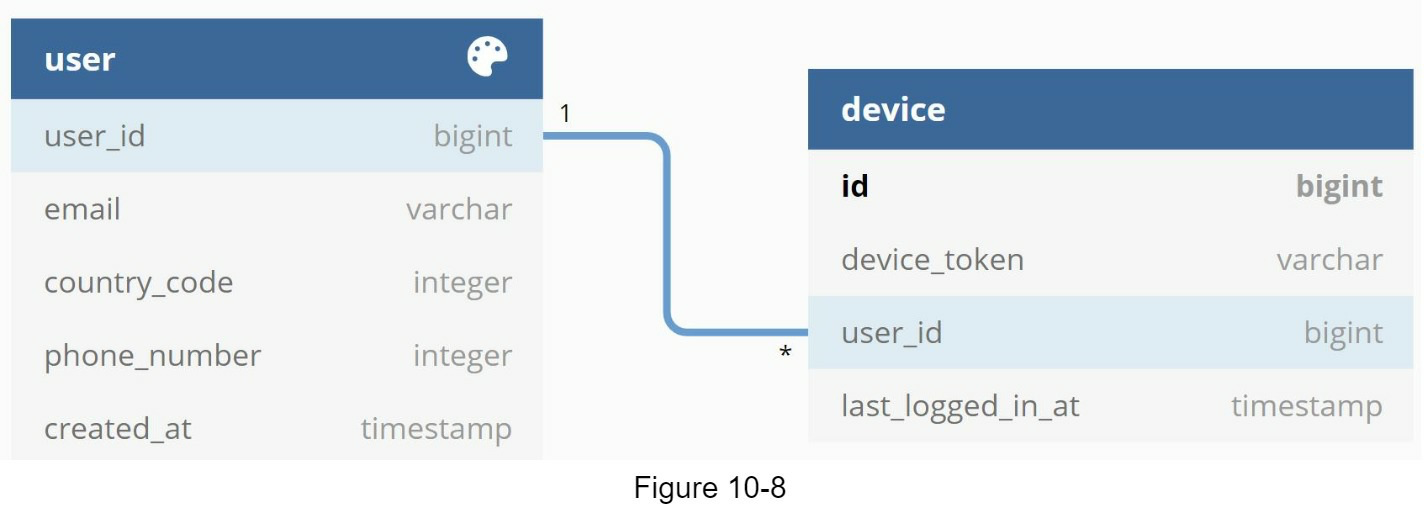 user
user_id bigint
email varchar
country_code integer
phone_number integer
created_at timestamp
1
*
device
id bigint
device_token varchar
user_id bigint
last_logged_in_at timestamp
Figure 10-8